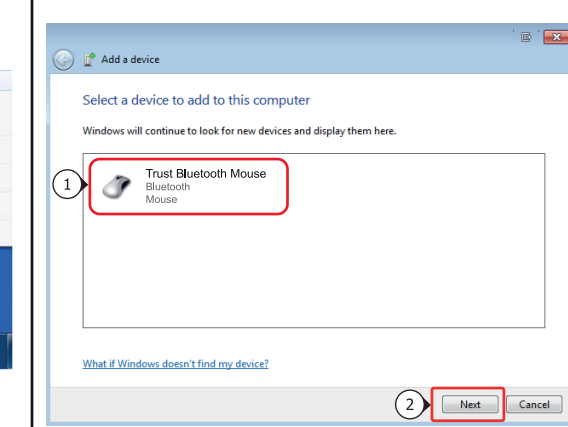 Add a device
Select a device to add to this computer
Windows will continue to look for new devices and display them here.
1
Trust Bluetooth Mouse
Bluetooth
Mouse
What if Windows doesn't find my device?
2
Next
Cancel